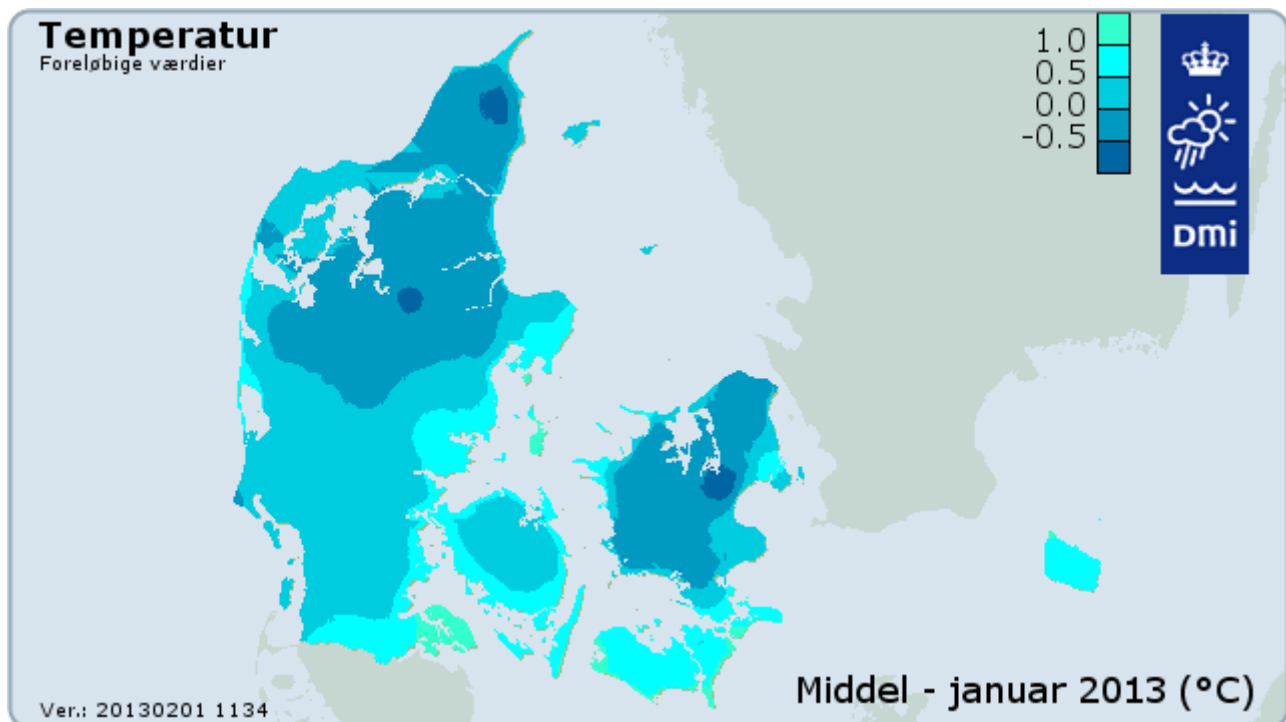 Temperatur
Foreløbige værdier
1.0
0.5
0.0
-0.5
DMi
Middel - januar 2013 (°C)
Ver.: 20130201 1134